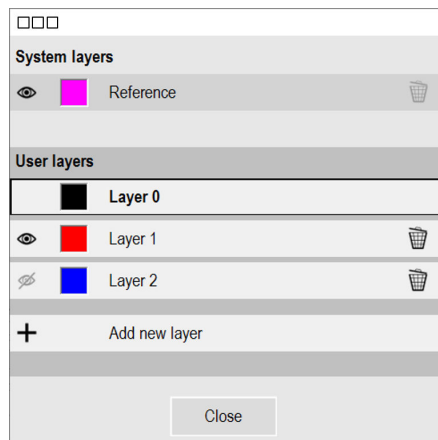 System layers
Reference
User layers
Layer 0
Layer 1
Layer 2
Add new layer
Close